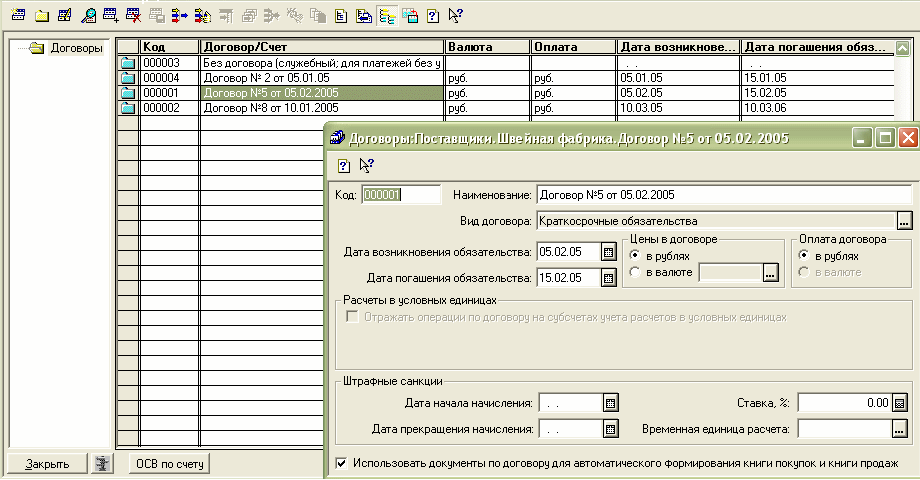 Договоры
Код Договор/Счет Валюта Оплата Дата возникнове... Дата погашения обяз...
000003 Без договора (служебный; для платежей без у . . . .
000004 Договор № 2 от 05.01.05 руб. руб. 05.01.05 15.01.05
000001 Договор №5 от 05.02.2005 руб. руб. 05.02.05 15.02.05
000002 Договор №8 от 10.01.2005 руб. руб. 10.03.05 10.03.06
Договоры:Поставщики. Швейная фабрика. Договор №5 от 05.02.2005
Код: 000001 Наименование: Договор №5 от 05.02.2005
Вид договора: Краткосрочные обязательства ...
Дата возникновения обязательства: 05.02.05
Дата погашения обязательства: 15.02.05
Цены в договоре
в рублях
в валюте ...
Оплата договора
в рублях
в валюте
Расчеты в условных единицах
Отражать операции по договору на субсчетах учета расчетов в условных единицах
Штрафные санкции
Дата начала начисления: . . Ставка, %: 0.00
Дата прекращения начисления: . . Временная единица расчета: ...
Использовать документы по договору для автоматического формирования книги покупок и книги продаж
Закрыть ОСВ по счету